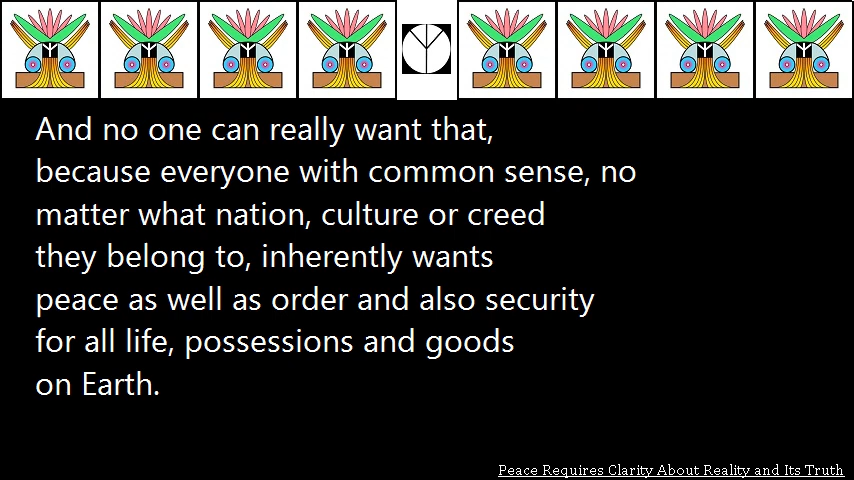 And no one can really want that,
because everyone with common sense, no
matter what nation, culture or creed
they belong to, inherently wants
peace as well as order and also security
for all life, possessions and goods
on Earth.
Peace Requires Clarity About Reality and Its Truth